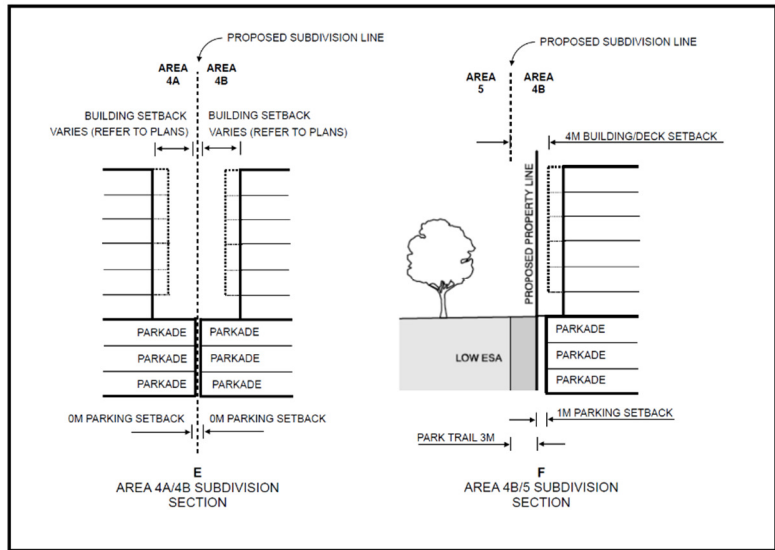 PROPOSED SUBDIVISION LINE
AREA
4A
AREA
4B
BUILDING SETBACK
VARIES (REFER TO PLANS)
BUILDING SETBACK
VARIES (REFER TO PLANS)
PARKADE
PARKADE
PARKADE
PARKADE
PARKADE
PARKADE
0M PARKING SETBACK
0M PARKING SETBACK
E
AREA 4A/4B SUBDIVISION
SECTION
PROPOSED SUBDIVISION LINE
AREA
5
AREA
4B
4M BUILDING/DECK SETBACK
PROPOSED PROPERTY LINE
LOW ESA
PARKADE
PARKADE
PARKADE
1M PARKING SETBACK
PARK TRAIL 3M
F
AREA 4B/5 SUBDIVISION
SECTION